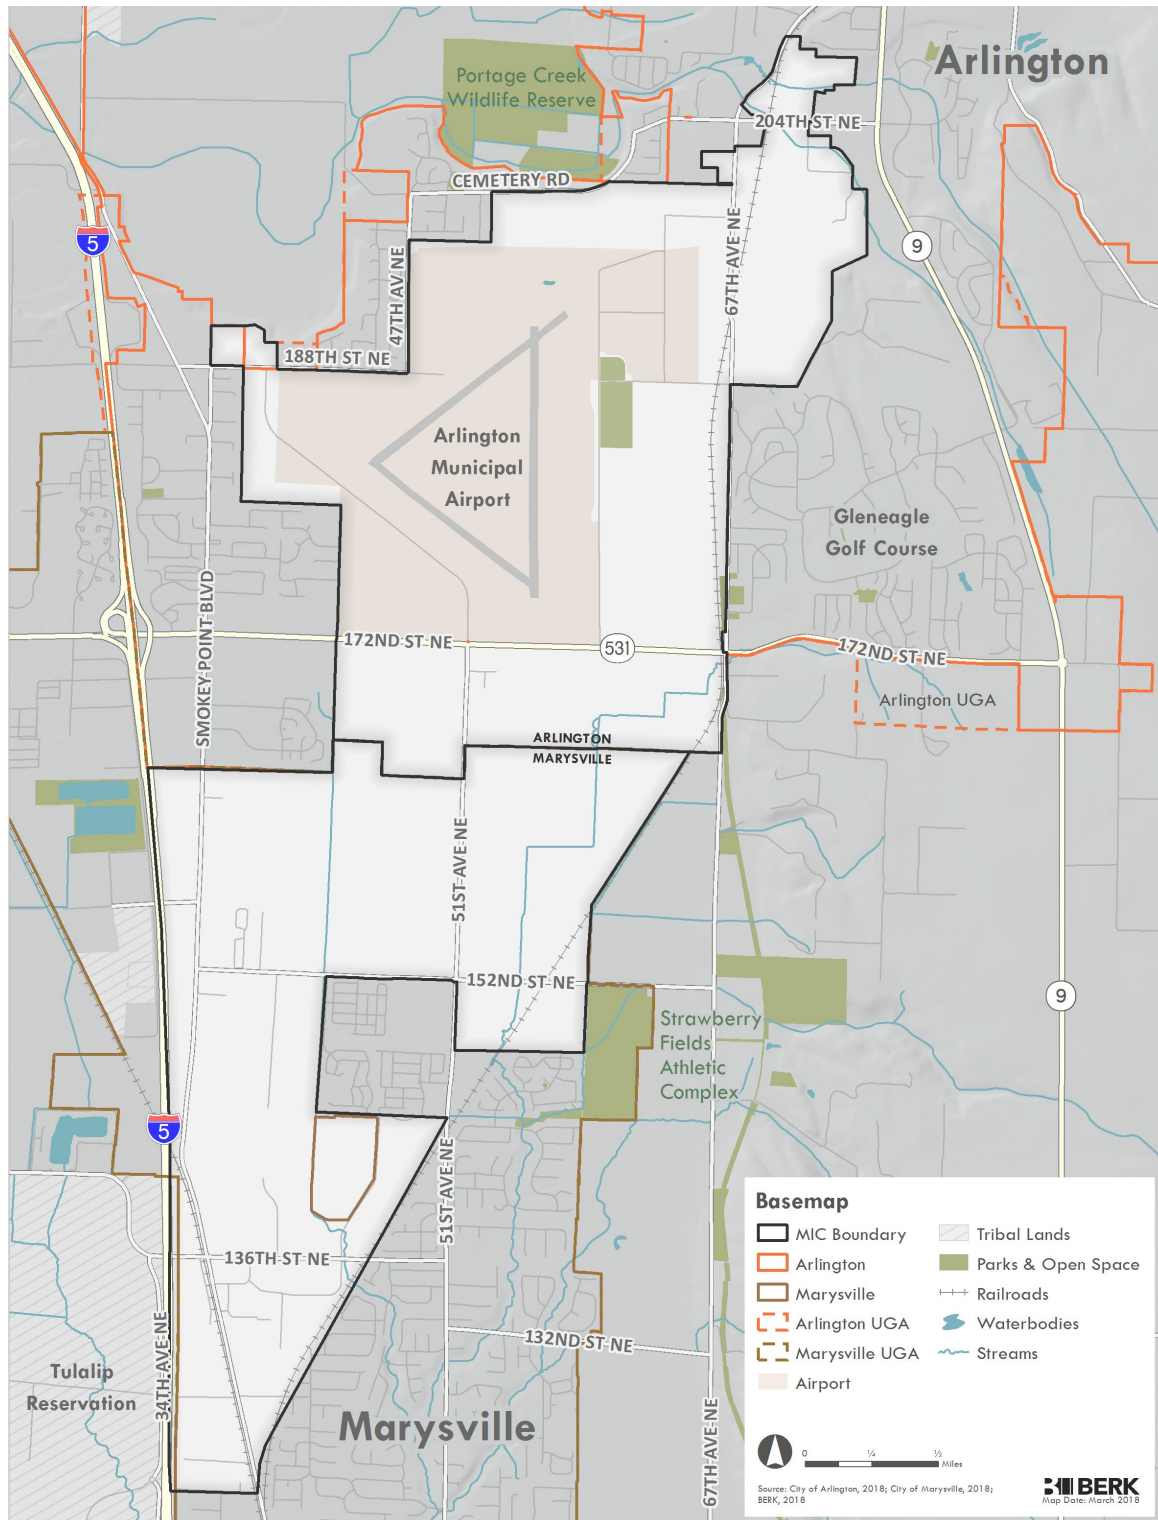 Arlington
Portage Creek
Wildlife Reserve
204TH ST NE
CEMETERY RD
5
9
47TH AV NE
67TH AVE NE
188TH ST NE
Arlington
Municipal
Airport
Gleneagle
Golf Course
SMOKEY POINT BLVD
172ND ST NE
531
172ND ST NE
Arlington UGA
ARLINGTON
MARYSVILLE
51ST AVE NE
152ND ST NE
9
Strawberry
Fields
Athletic
Complex
5
51ST AVE NE
136TH ST NE
132ND ST NE
34TH AVE NE
Tulalip
Reservation
Marysville
67TH AVE NE
Basemap
MIC Boundary
Arlington
Marysville
Arlington UGA
Marysville UGA
Airport
Tribal Lands
Parks & Open Space
Railroads
Waterbodies
Streams
0 ¼ ½
Miles
Source: City of Arlington, 2018; City of Marysville, 2018;
BERK, 2018
BERK
Map Date: March 2018